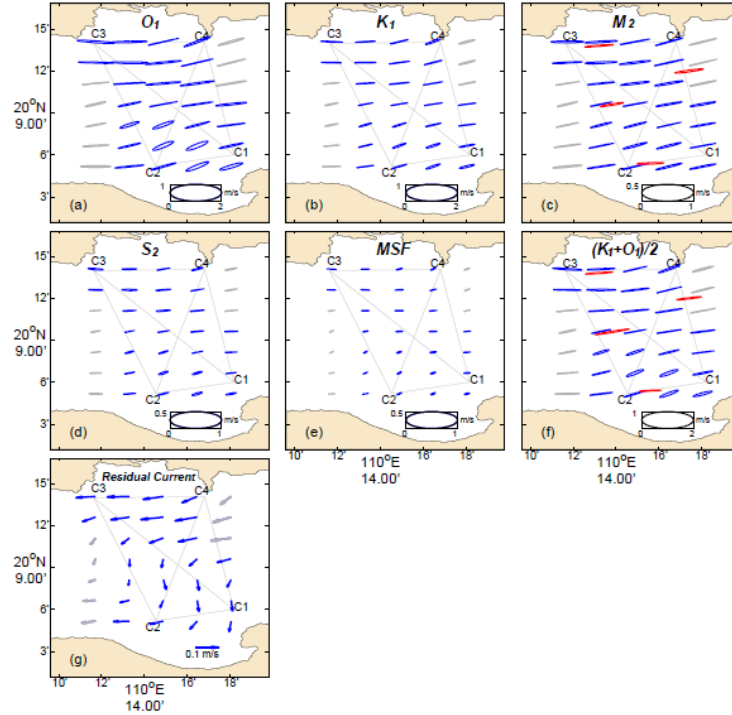 O₁
K₁
M₂
15'
C3
C4
C3
C4
C3
C4
12'
20°N
9.00'
6'
C1
C1
C1
C2
C2
C2
3'
(a)
1
0
2
m/s
(b)
1
0
2
m/s
(c)
0.5
0
1
m/s
S₂
MSF
(K₁+O₁)/2
15'
C3
C4
C3
C4
C3
C4
12'
20°N
9.00'
6'
C1
C1
C1
C2
C2
C2
3'
(d)
0.5
0
1
m/s
(e)
0.5
0
1
m/s
(f)
1
0
2
m/s
10' 12' 16' 18'
110°E
14.00'
10' 12' 16' 18'
110°E
14.00'
Residual Current
15'
C3
C4
12'
20°N
9.00'
6'
C1
C2
3'
(g)
0.1 m/s
10' 12' 16' 18'
110°E
14.00'